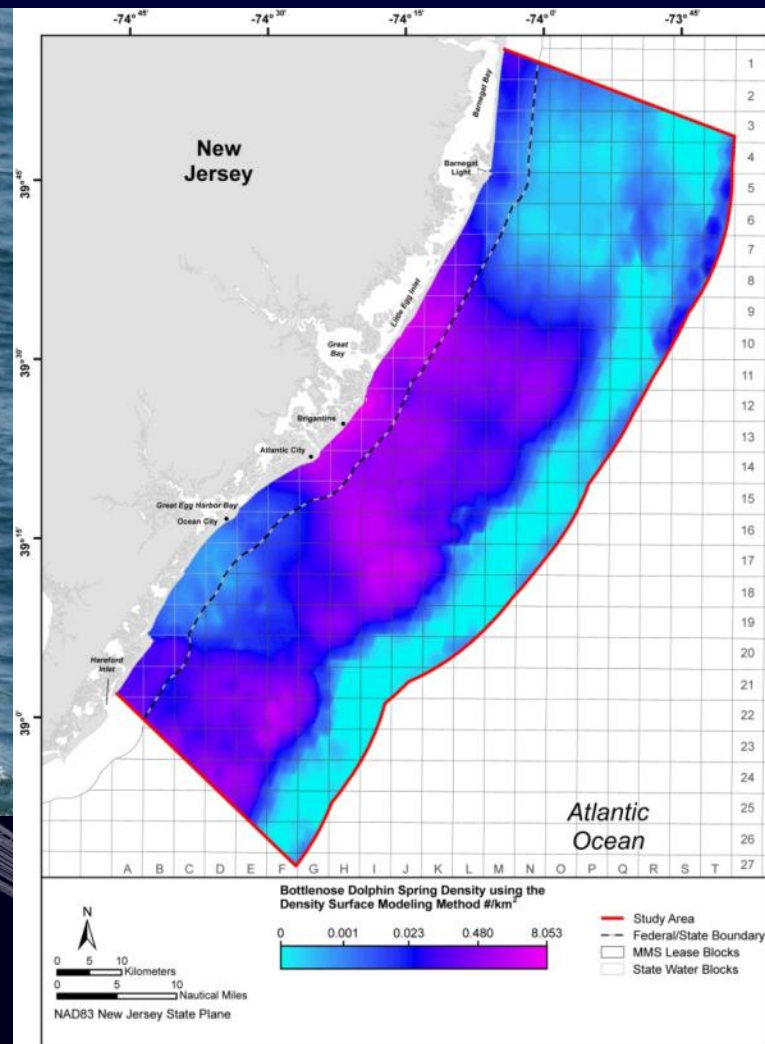 -74° 45'
-74° 30'
-74° 15'
-74° 0'
-73° 45'
39° 45'
39° 30'
39° 15'
39° 0'
New
Jersey
Barnegat Bay
Barnegat
Light
Little Egg Inlet
Great
Bay
Brigantine
Atlantic City
Great Egg Harbor Bay
Ocean City
Hereford
Inlet
Atlantic
Ocean
1
2
3
4
5
6
7
8
9
10
11
12
13
14
15
16
17
18
19
20
21
22
23
24
25
26
27
A B C D E F G H I J K L M N O P Q R S T
N
0 5 10
Kilometers
0 5 10
Nautical Miles
NAD83 New Jersey State Plane
Bottlenose Dolphin Spring Density using the
Density Surface Modeling Method #/km²
0 0.001 0.023 0.480 8.053
Study Area
Federal/State Boundary
MMS Lease Blocks
State Water Blocks